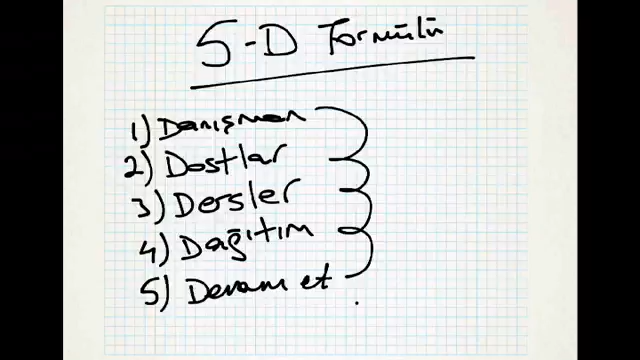 5-D Formülü
1) Danışman
2) Dostlar
3) Dersler
4) Dağıtım
5) Devam et